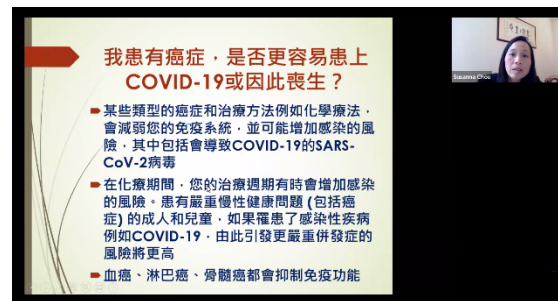 我患有癌症，是否更容易患上
COVID-19或因此喪生？
某些類型的癌症和治療方法例如化學療法，
會減弱您的免疫系統，並可能增加感染的風
險，其中包括會導致COVID-19的SARS-
CoV-2病毒
在化療期間，您的治療週期有時會增加感染
的風險。患有嚴重慢性健康問題 (包括癌
症) 的成人和兒童，如果罹患了感染性疾病
例如COVID-19，由此引發更嚴重併發症的
風險將更高
血癌、淋巴癌、骨髓癌都會抑制免疫功能
Susanna Chou